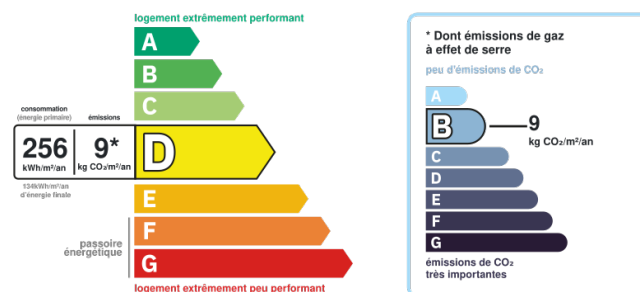 logement extrêmement performant
A
B
C
consommation
(énergie primaire)
émissions
256
kWh/m²/an
9*
kg CO₂/m²/an
D
134kWh/m²/an
d'énergie finale
E
F
G
passoire
énergétique
logement extrêmement peu performant
* Dont émissions de gaz
à effet de serre
peu d'émissions de CO₂
A
B
9
kg CO₂/m²/an
C
D
E
F
G
émissions de CO₂
très importantes